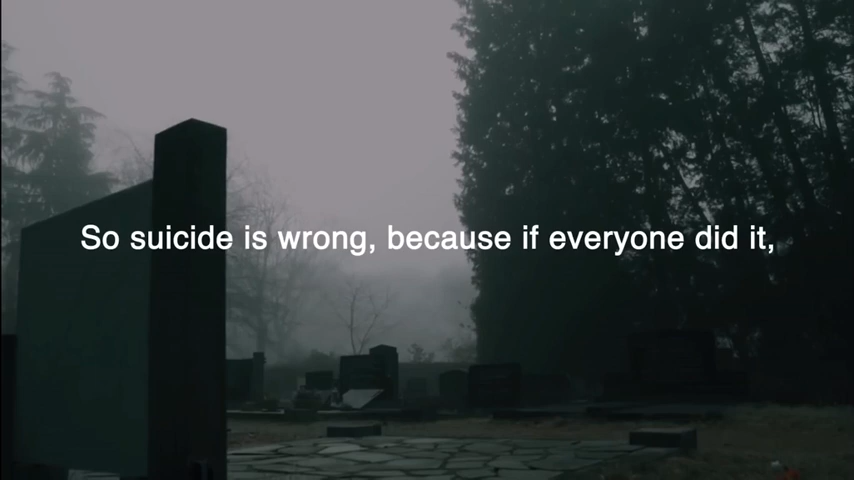 So suicide is wrong, because if everyone did it,